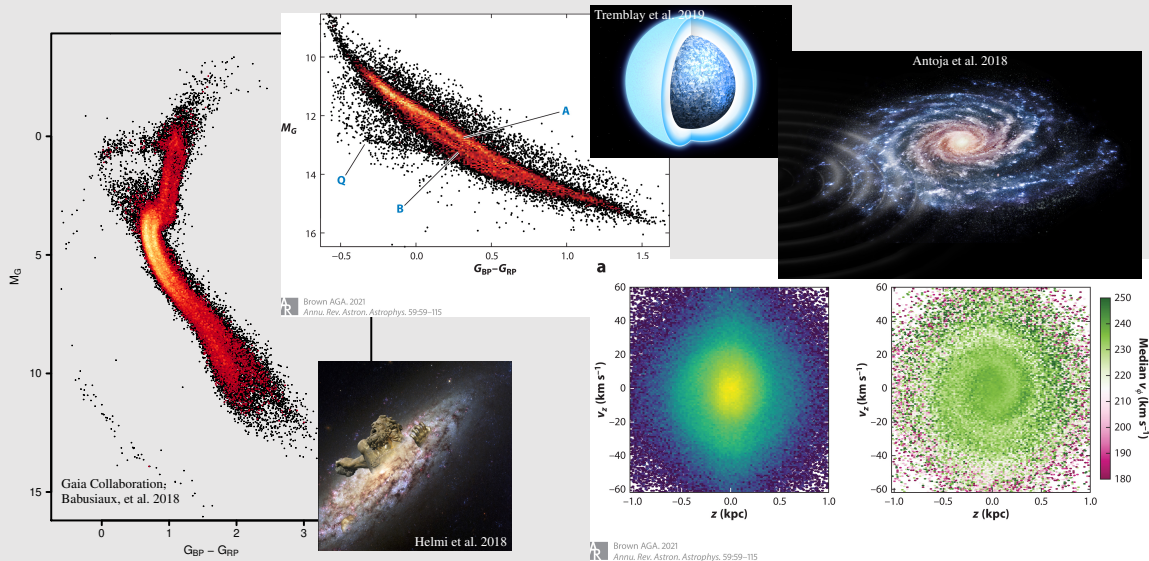 M_G
0
5
10
15
0
1
2
3
G_BP − G_RP
Gaia Collaboration,
Babusiaux, et al. 2018
M_G
10
12
14
16
−0.5
0.0
0.5
1.0
1.5
G_BP−G_RP
A
Q
B
AR
Brown AGA. 2021
Annu. Rev. Astron. Astrophys. 59:59–115
Tremblay et al. 2019
Antoja et al. 2018
Helmi et al. 2018
a
v_z (km s⁻¹)
60
40
20
0
−20
−40
−60
−1.0
−0.5
0.0
0.5
1.0
z (kpc)
v_z (km s⁻¹)
60
40
20
0
−20
−40
−60
−1.0
−0.5
0.0
0.5
1.0
z (kpc)
250
240
230
220
210
200
190
180
Median v_ϕ (km s⁻¹)
AR
Brown AGA. 2021
Annu. Rev. Astron. Astrophys. 59:59–115